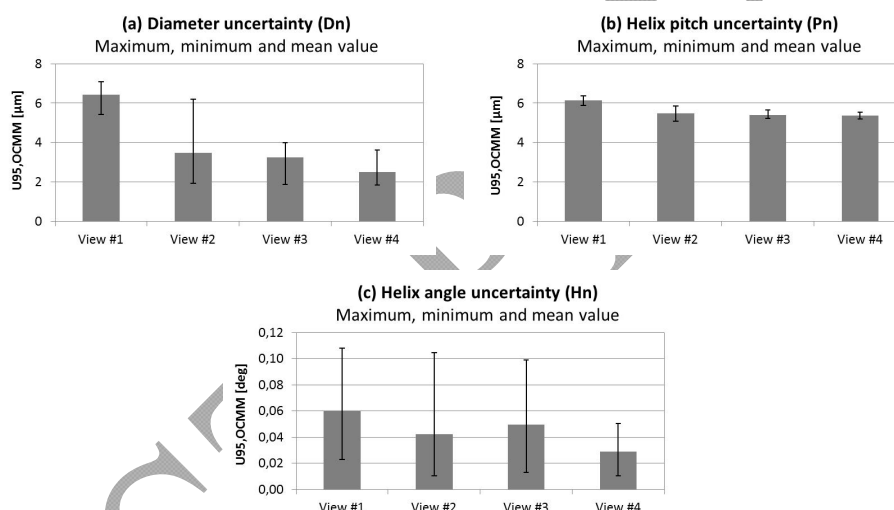 (a) Diameter uncertainty (Dn)
Maximum, minimum and mean value
U95,OCMM [µm]
8
6
4
2
0
View #1 View #2 View #3 View #4
(b) Helix pitch uncertainty (Pn)
Maximum, minimum and mean value
U95,OCMM [µm]
8
6
4
2
0
View #1 View #2 View #3 View #4
(c) Helix angle uncertainty (Hn)
Maximum, minimum and mean value
U95,OCMM [deg]
0,12
0,10
0,08
0,06
0,04
0,02
0,00
View #1 View #2 View #3 View #4